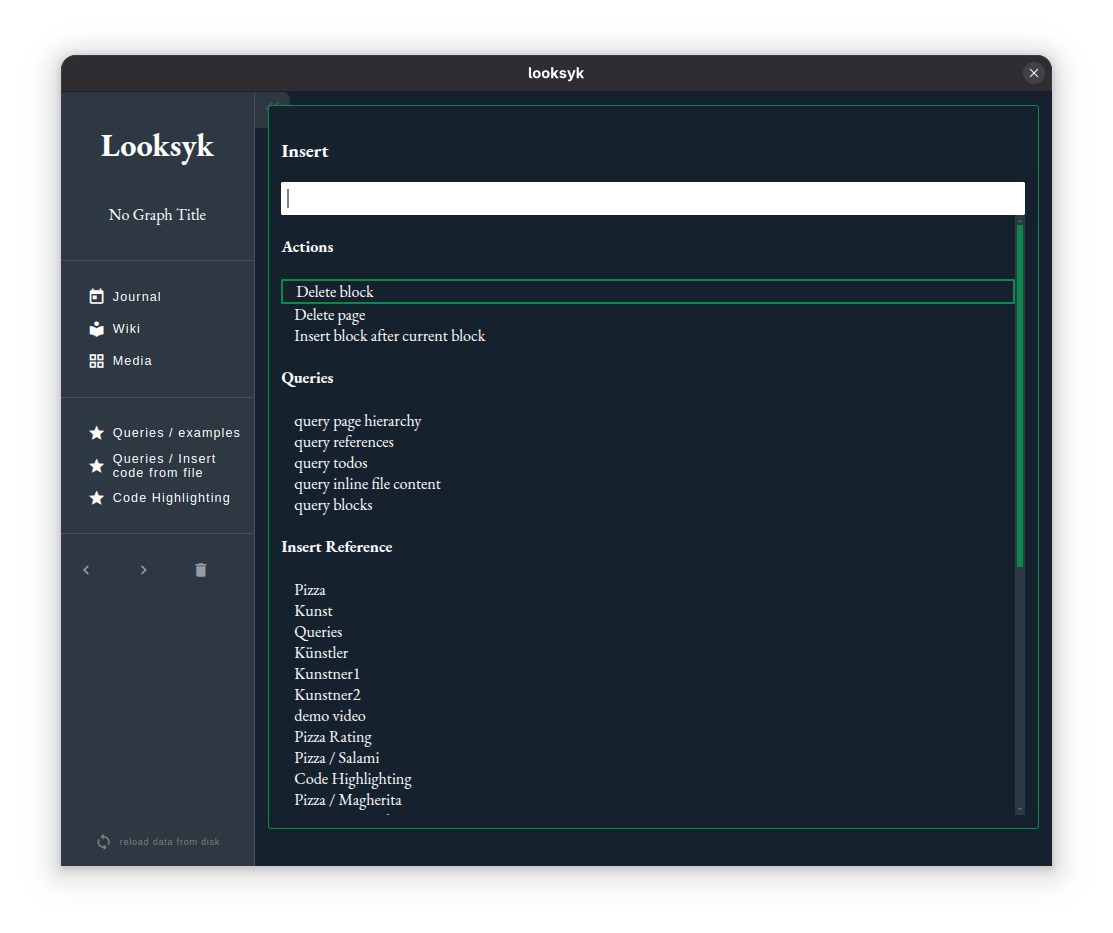 looksyk
Looksyk
No Graph Title
Journal
Wiki
Media
Queries / examples
Queries / Insert
code from file
Code Highlighting
reload data from disk
Insert
Actions
Delete block
Delete page
Insert block after current block
Queries
query page hierarchy
query references
query todos
query inline file content
query blocks
Insert Reference
Pizza
Kunst
Queries
Künstler
Kunstner1
Kunstner2
demo video
Pizza Rating
Pizza / Salami
Code Highlighting
Pizza / Magherita